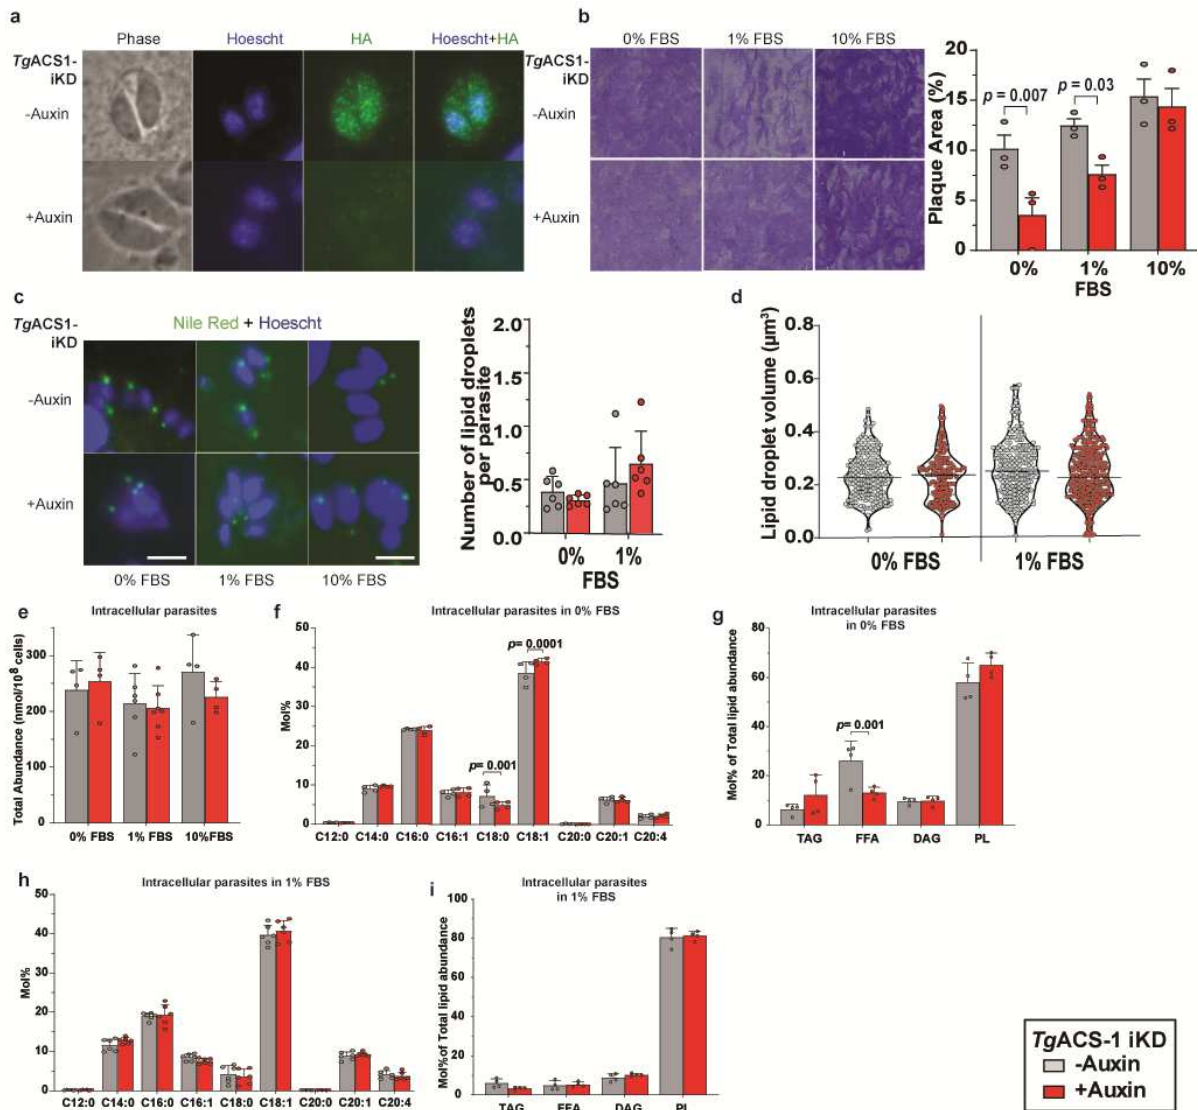 a
Phase
Hoescht
HA
Hoescht+HA
TgACS1-
iKD
-Auxin
+Auxin
b
0% FBS
1% FBS
10% FBS
TgACS1-
iKD
-Auxin
+Auxin
Plaque Area (%)
20
15
10
5
0
p = 0.007
p = 0.03
0%
1%
10%
FBS
c
TgACS1-
iKD
Nile Red + Hoescht
-Auxin
+Auxin
0% FBS
1% FBS
10% FBS
Number of lipid droplets
per parasite
2.0
1.5
1.0
0.5
0.0
0%
1%
FBS
d
Lipid droplet volume (µm³)
0.8
0.6
0.4
0.2
0.0
0% FBS
1% FBS
e
Intracellular parasites
Total Abundance (nmol/10⁸ cells)
300
200
100
0
0% FBS
1% FBS
10%FBS
f
Intracellular parasites in 0% FBS
Mol%
50
40
30
20
10
0
p= 0.001
p= 0.0001
C12:0
C14:0
C16:0
C16:1
C18:0
C18:1
C20:0
C20:1
C20:4
g
Intracellular parasites
in 0% FBS
Mol% of Total lipid abundance
80
60
40
20
0
p= 0.001
TAG
FFA
DAG
PL
h
Intracellular parasites in 1% FBS
Mol%
50
40
30
20
10
0
C12:0
C14:0
C16:0
C16:1
C18:0
C18:1
C20:0
C20:1
C20:4
i
Intracellular parasites
in 1% FBS
Mol%of Total lipid abundance
100
80
60
40
20
0
TAG
FFA
DAG
PL
TgACS-1 iKD
-Auxin
+Auxin